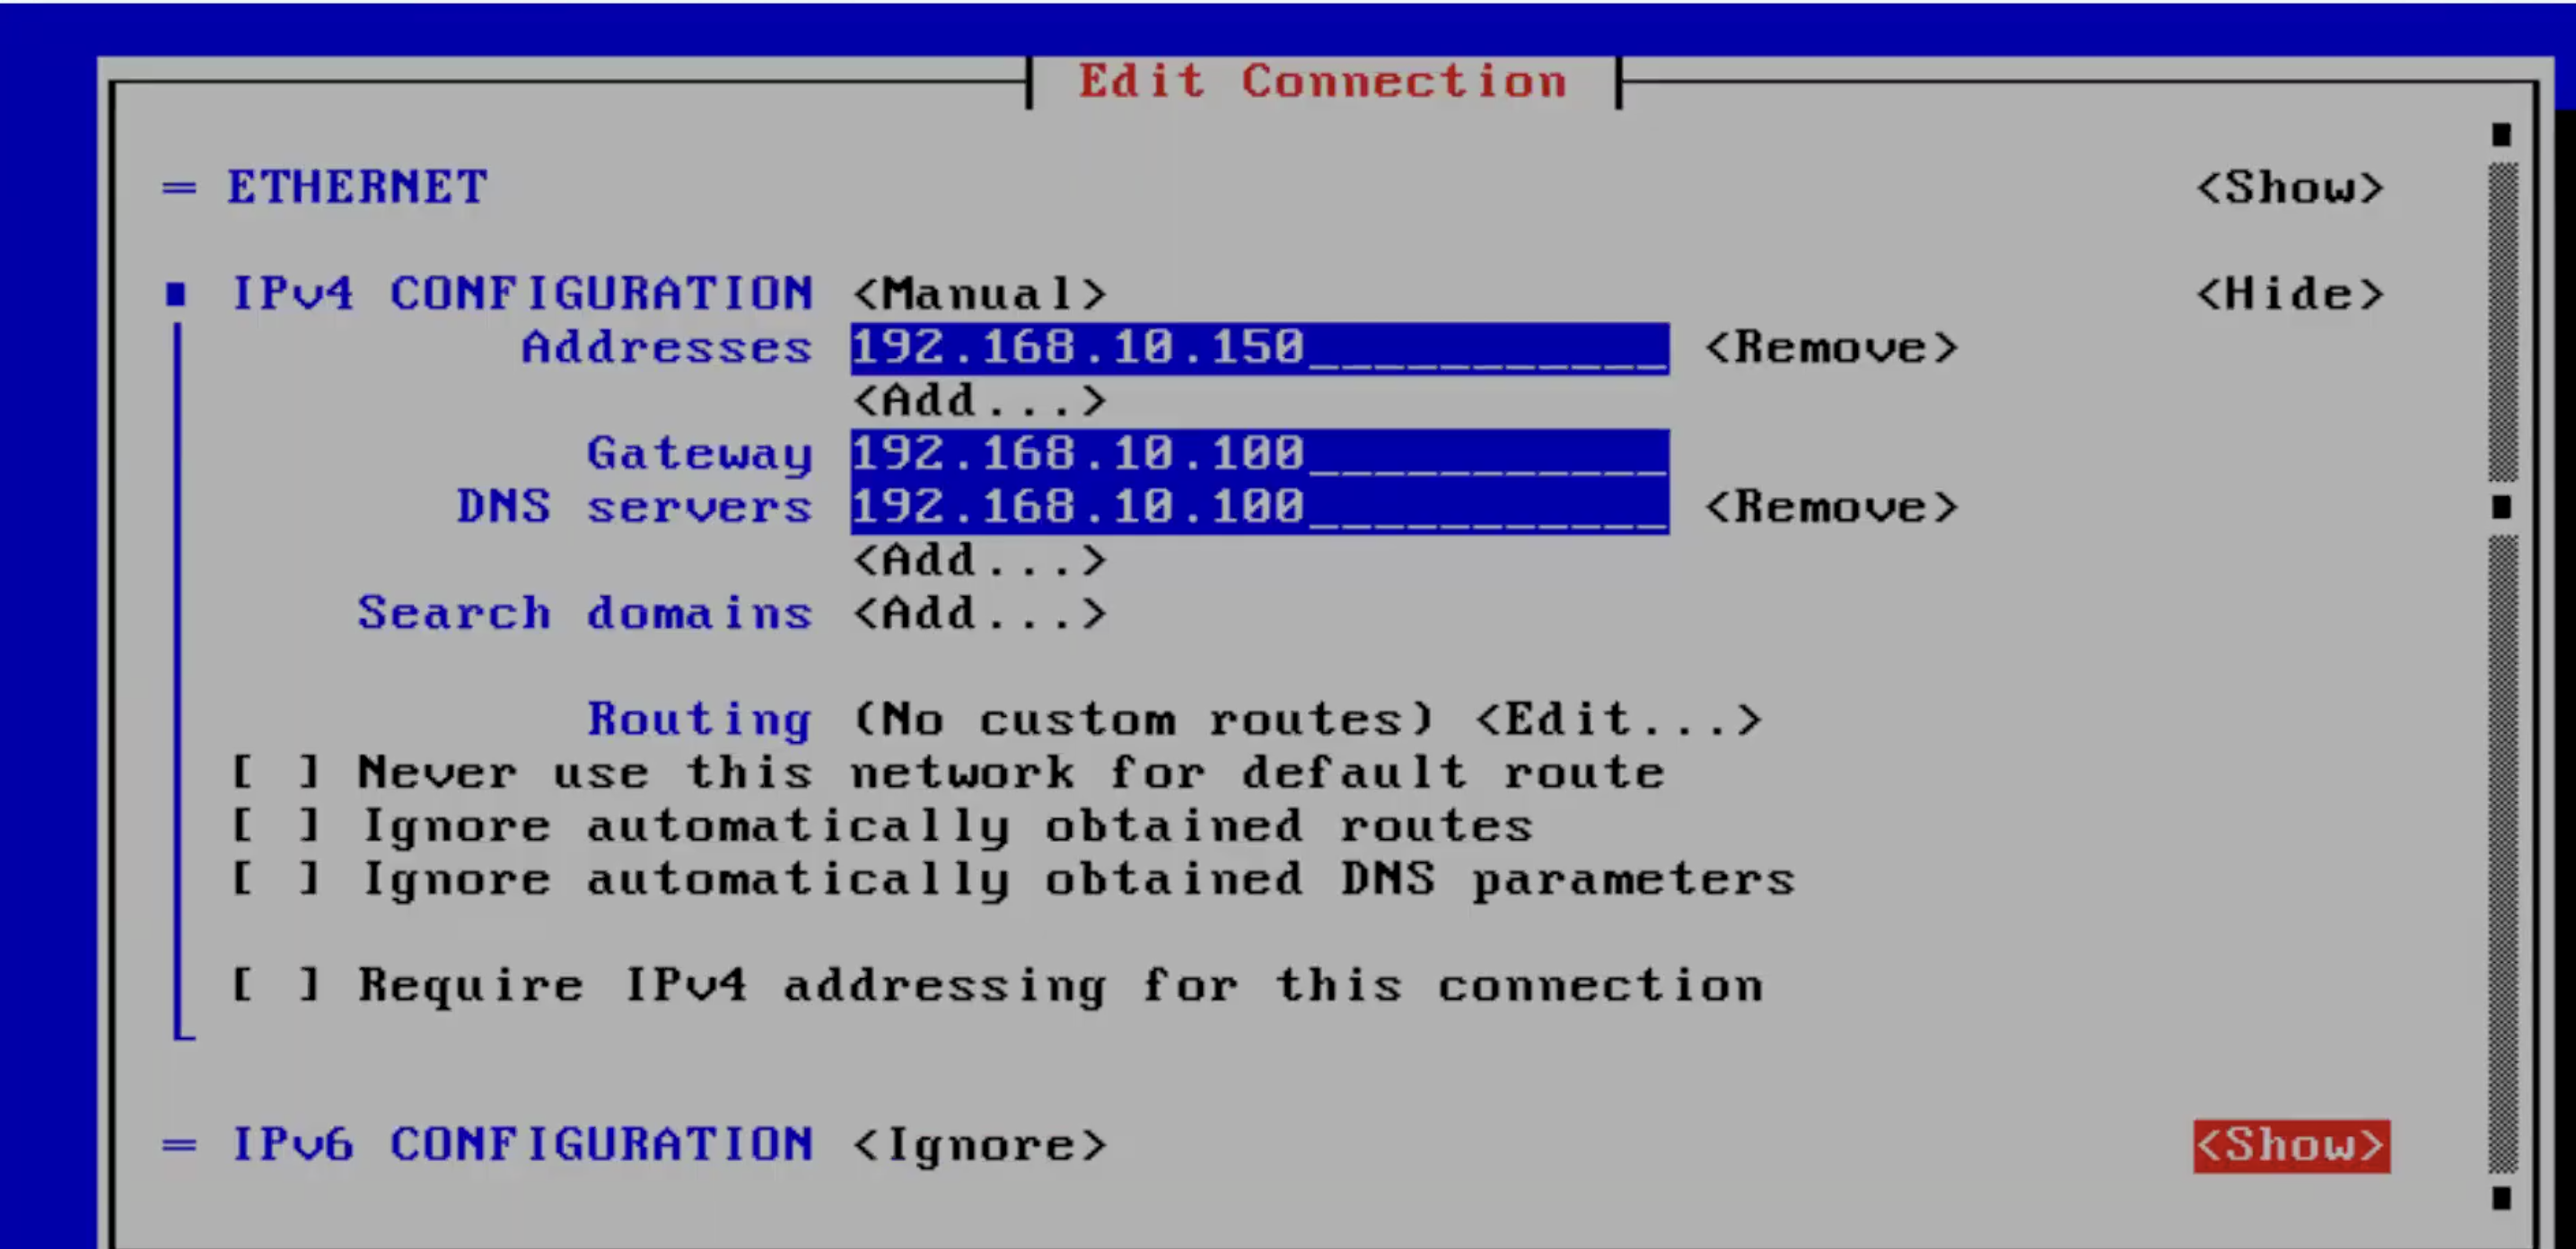 Edit Connection
= ETHERNET <Show>
IPv4 CONFIGURATION <Manual> <Hide>
Addresses 192.168.10.150___________ <Remove>
<Add...>
Gateway 192.168.10.100___________
DNS servers 192.168.10.100___________ <Remove>
<Add...>
Search domains <Add...>
Routing (No custom routes) <Edit...>
[ ] Never use this network for default route
[ ] Ignore automatically obtained routes
[ ] Ignore automatically obtained DNS parameters
[ ] Require IPv4 addressing for this connection
= IPv6 CONFIGURATION <Ignore> <Show>